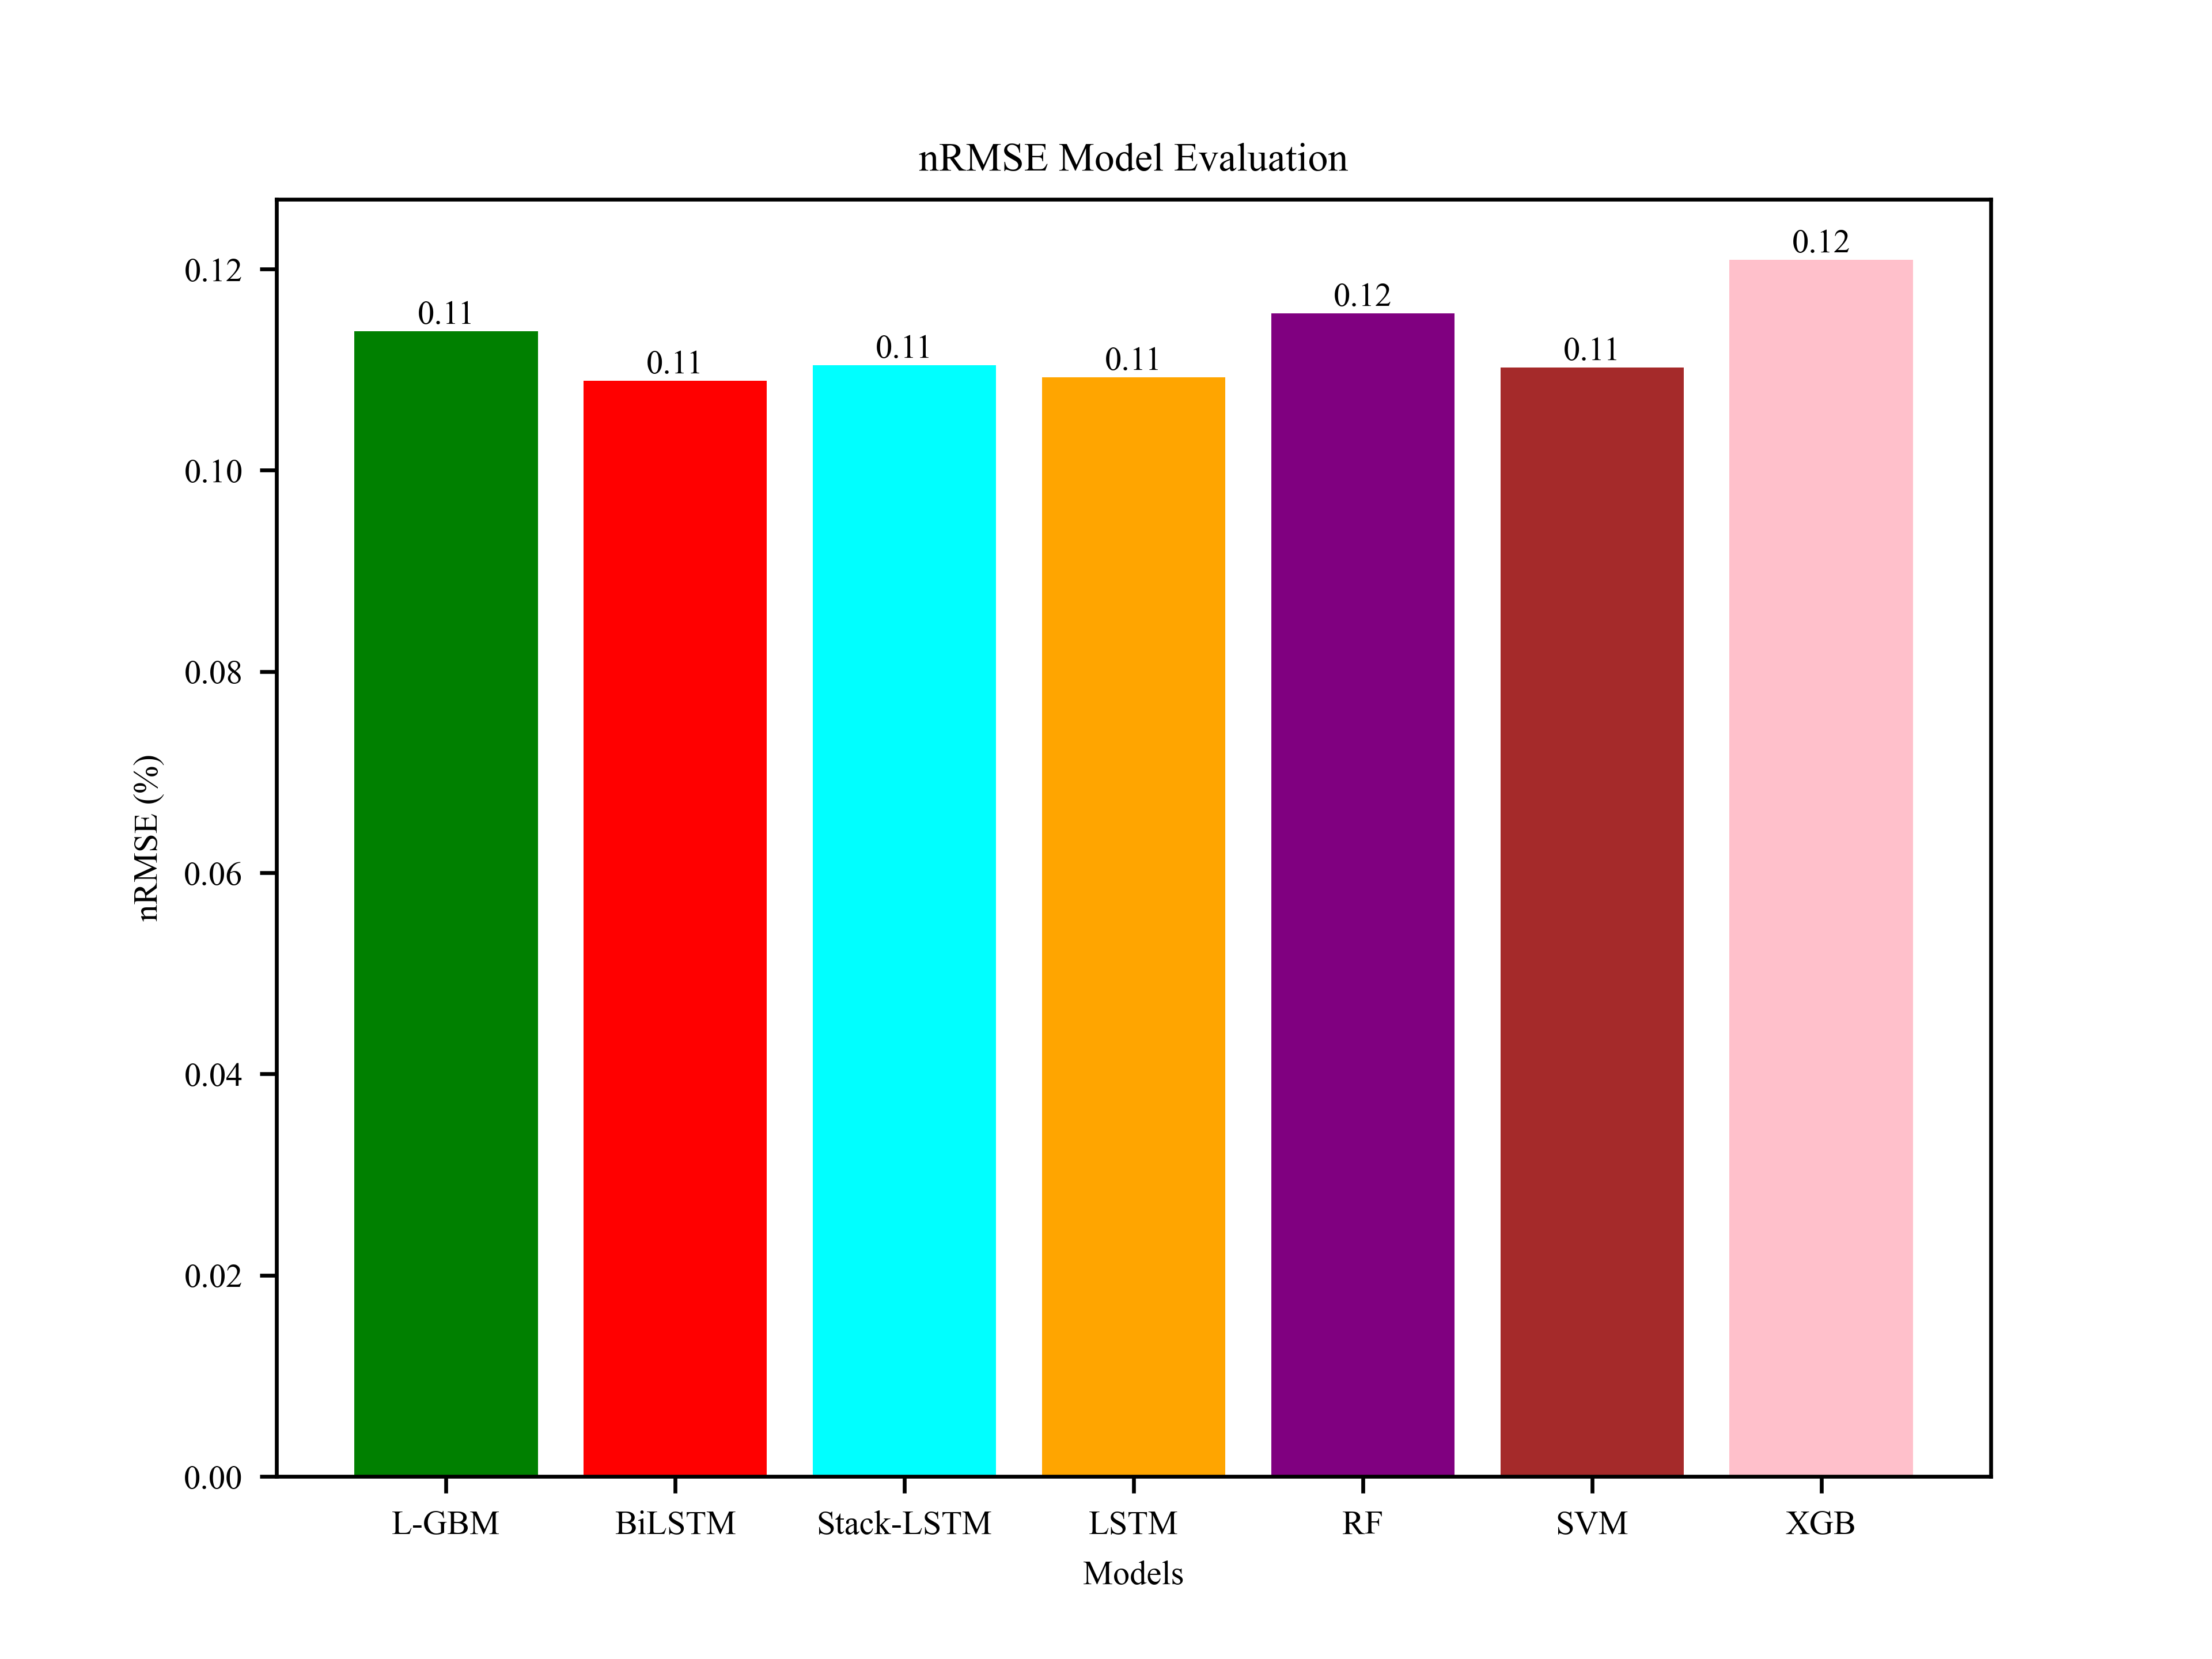 nRMSE Model Evaluation
0.12
0.10
0.08
0.06
0.04
0.02
0.00
nRMSE (%)
0.11
0.11
0.11
0.11
0.12
0.11
0.12
L-GBM
BiLSTM
Stack-LSTM
LSTM
RF
SVM
XGB
Models